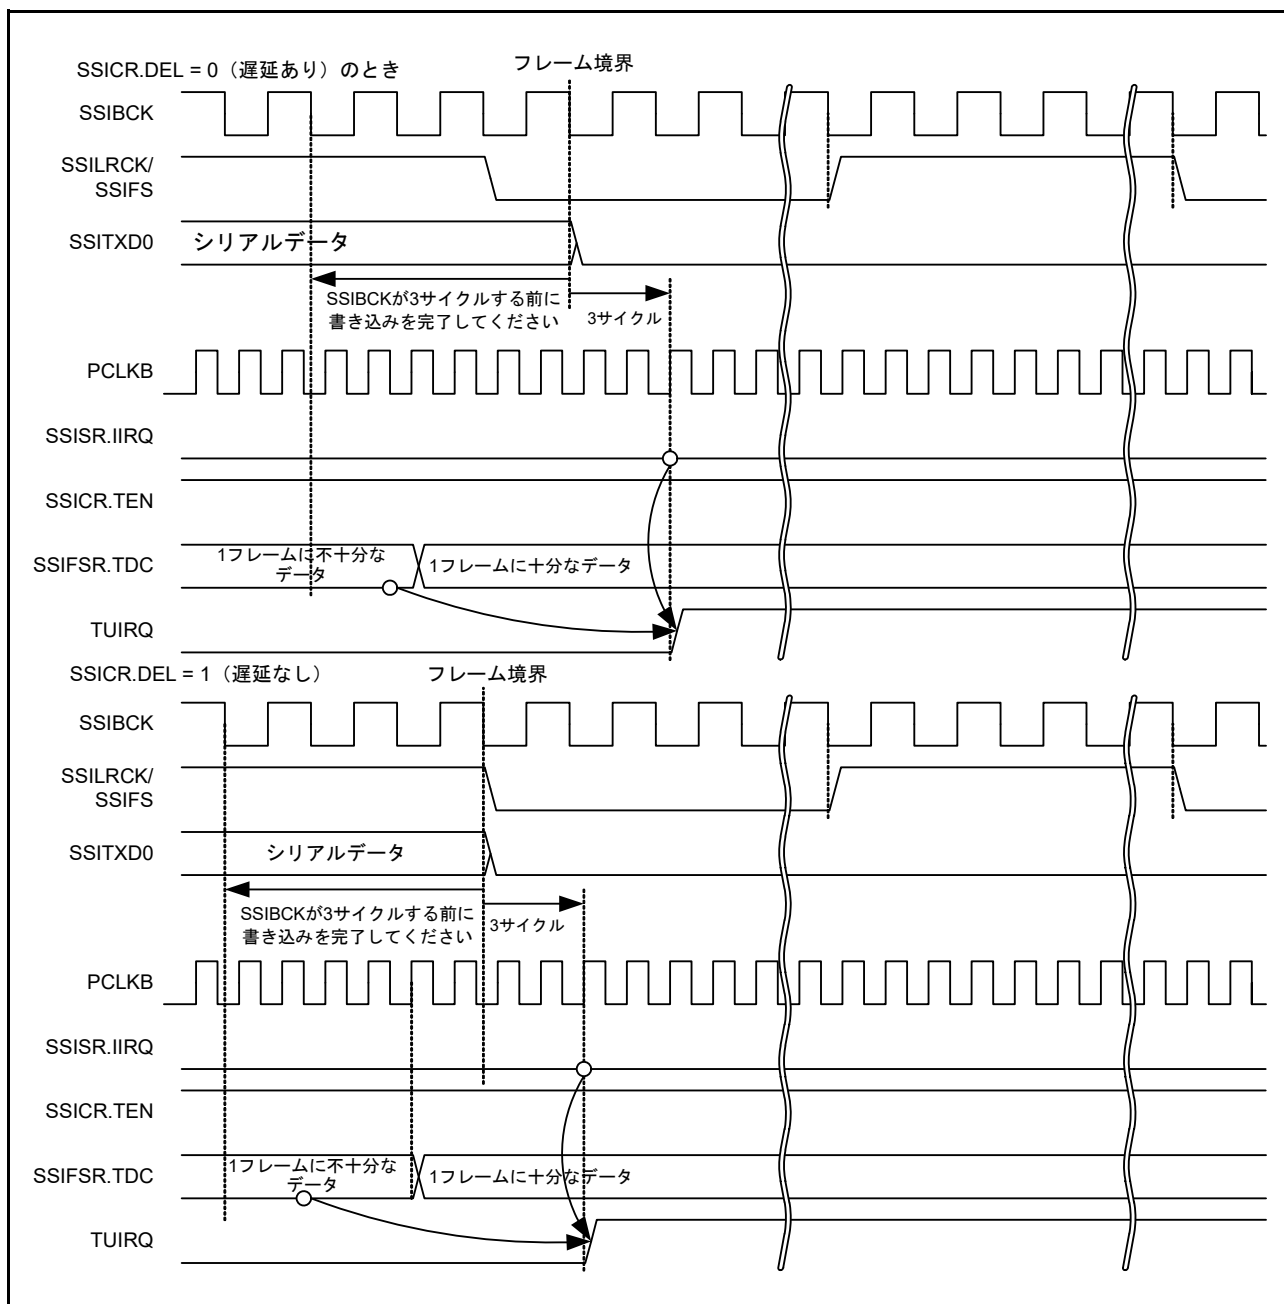 SSICR.DEL = 0（遅延あり）のとき
フレーム境界
SSIBCK
SSILRCK/
SSIFS
SSITXD0
シリアルデータ
SSIBCKが3サイクルする前に
書き込みを完了してください
3サイクル
PCLKB
SSISR.IIRQ
SSICR.TEN
SSIFSR.TDC
1フレームに不十分な
データ
1フレームに十分なデータ
TUIRQ
SSICR.DEL = 1（遅延なし）
フレーム境界
SSIBCK
SSILRCK/
SSIFS
SSITXD0
シリアルデータ
SSIBCKが3サイクルする前に
書き込みを完了してください
3サイクル
PCLKB
SSISR.IIRQ
SSICR.TEN
SSIFSR.TDC
1フレームに不十分な
データ
1フレームに十分なデータ
TUIRQ